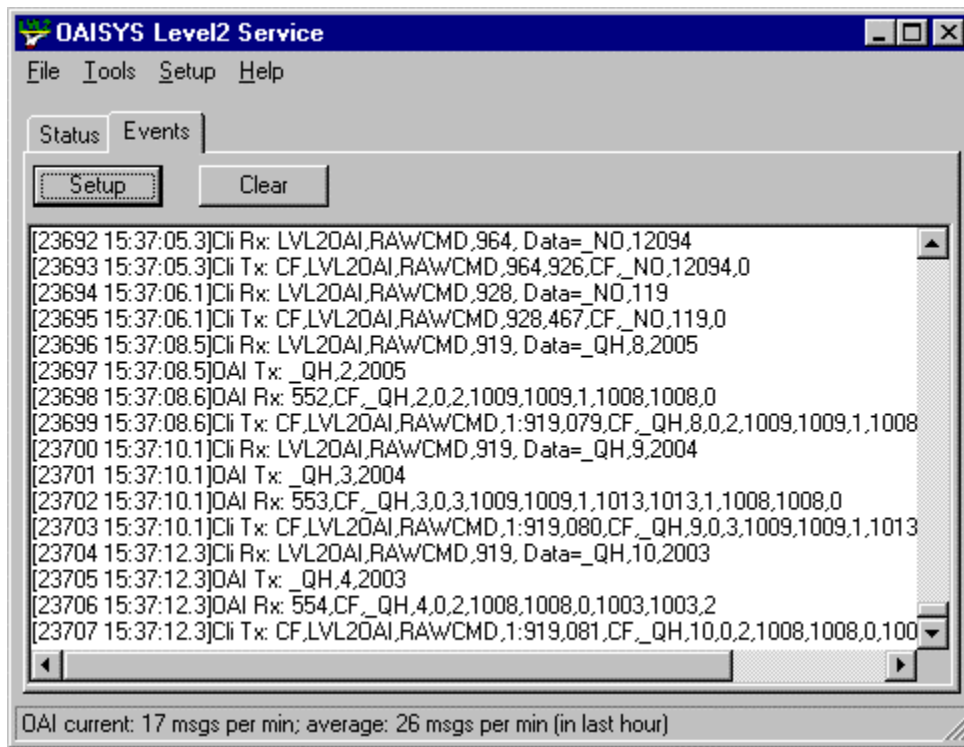 OAISYS Level2 Service
File Tools Setup Help
Status Events
Setup Clear
[23692 15:37:05.3]Cli Rx: LVL2OAI,RAWCMD,964, Data=_NO,12094
[23693 15:37:05.3]Cli Tx: CF,LVL2OAI,RAWCMD,964,926,CF,_NO,12094,0
[23694 15:37:06.1]Cli Rx: LVL2OAI,RAWCMD,928, Data=_NO,119
[23695 15:37:06.1]Cli Tx: CF,LVL2OAI,RAWCMD,928,467,CF,_NO,119,0
[23696 15:37:08.5]Cli Rx: LVL2OAI,RAWCMD,919, Data=_QH,8,2005
[23697 15:37:08.5]OAI Tx: _QH,2,2005
[23698 15:37:08.6]OAI Rx: 552,CF,_QH,2,0,2,1009,1009,1,1008,1008,0
[23699 15:37:08.6]Cli Tx: CF,LVL2OAI,RAWCMD,1:919,079,CF,_QH,8,0,2,1009,1009,1,1008
[23700 15:37:10.1]Cli Rx: LVL2OAI,RAWCMD,919, Data=_QH,9,2004
[23701 15:37:10.1]OAI Tx: _QH,3,2004
[23702 15:37:10.1]OAI Rx: 553,CF,_QH,3,0,3,1009,1009,1,1013,1013,1,1008,1008,0
[23703 15:37:10.1]Cli Tx: CF,LVL2OAI,RAWCMD,1:919,080,CF,_QH,9,0,3,1009,1009,1,1013
[23704 15:37:12.3]Cli Rx: LVL2OAI,RAWCMD,919, Data=_QH,10,2003
[23705 15:37:12.3]OAI Tx: _QH,4,2003
[23706 15:37:12.3]OAI Rx: 554,CF,_QH,4,0,2,1008,1008,0,1003,1003,2
[23707 15:37:12.3]Cli Tx: CF,LVL2OAI,RAWCMD,1:919,081,CF,_QH,10,0,2,1008,1008,0,100
OAI current: 17 msgs per min; average: 26 msgs per min (in last hour)